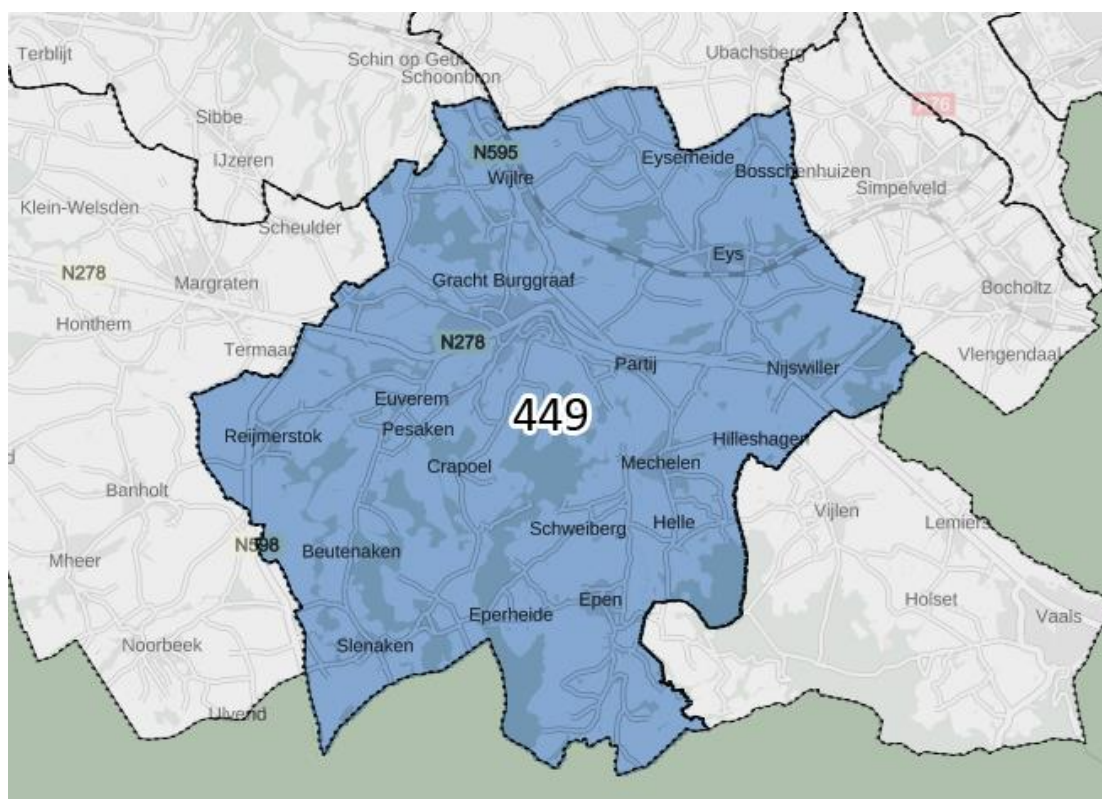 Terblijt
Schin op Geul
Ubachsberg
Schoonbron
A76
Sibbe
N595
Eyserheide
IJzeren
Bosschenhuizen
Wijlre
Simpelveld
Klein-Welsden
Scheulder
Eys
N278
Margraten
Gracht Burggraaf
Bocholtz
Honthem
N278
Termaar
Partij
Vlengendaal
Nijswiller
Euverem
449
Reijmerstok
Pesaken
Hilleshagen
Crapoel
Mechelen
Banholt
Vijlen
Schweiberg
Helle
Lemiers
N598
Beutenaken
Mheer
Epen
Holset
Eperheide
Vaals
Noorbeek
Slenaken
Ulvend